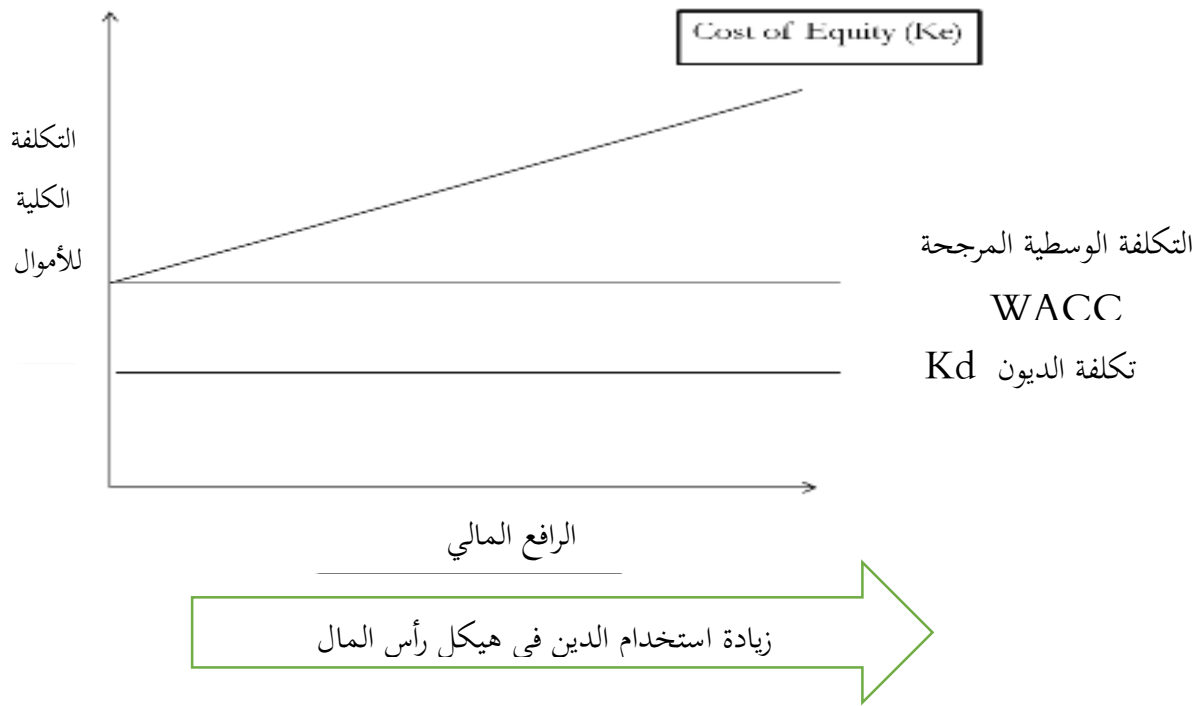 Cost of Equity (Ke)
التكلفة
الكلية
للأموال
التكلفة الوسطية المرجحة
WACC
تكلفة الديون Kd
الرافع المالي
زيادة استخدام الدين في هيكل رأس المال